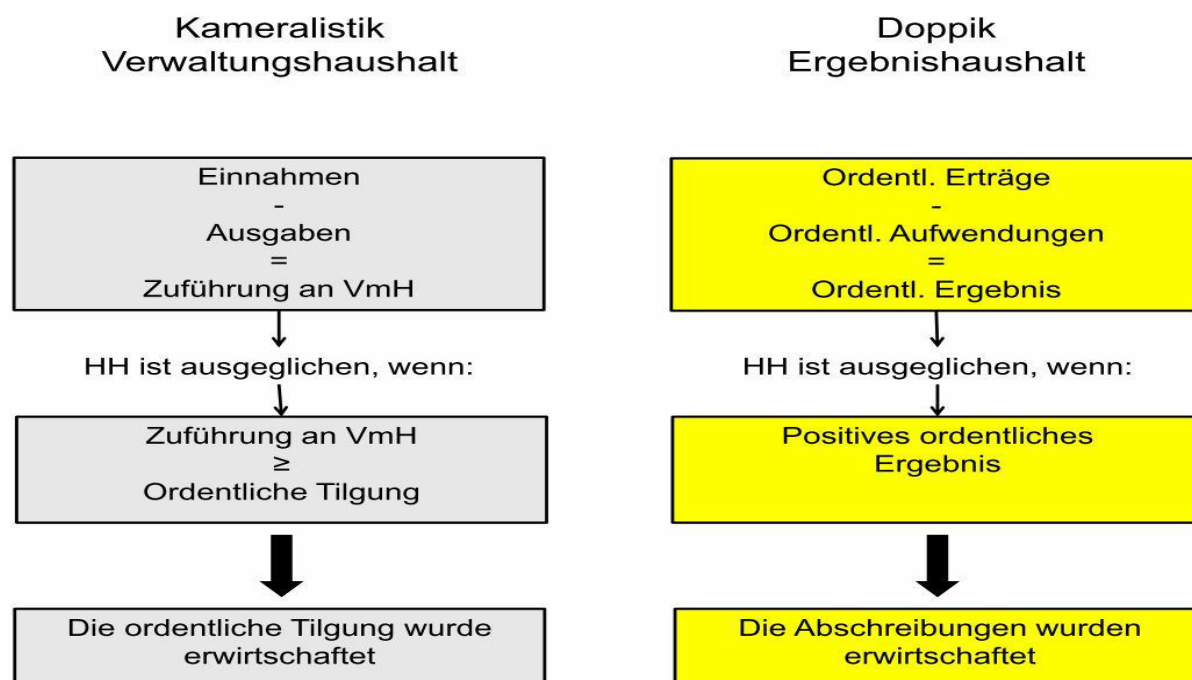 Kameralistik
Verwaltungshaushalt
Einnahmen
-
Ausgaben
=
Zuführung an VmH
HH ist ausgeglichen, wenn:
Zuführung an VmH
≥
Ordentliche Tilgung
Die ordentliche Tilgung wurde
erwirtschaftet
Doppik
Ergebnishaushalt
Ordentl. Erträge
-
Ordentl. Aufwendungen
=
Ordentl. Ergebnis
HH ist ausgeglichen, wenn:
Positives ordentliches
Ergebnis
Die Abschreibungen wurden
erwirtschaftet